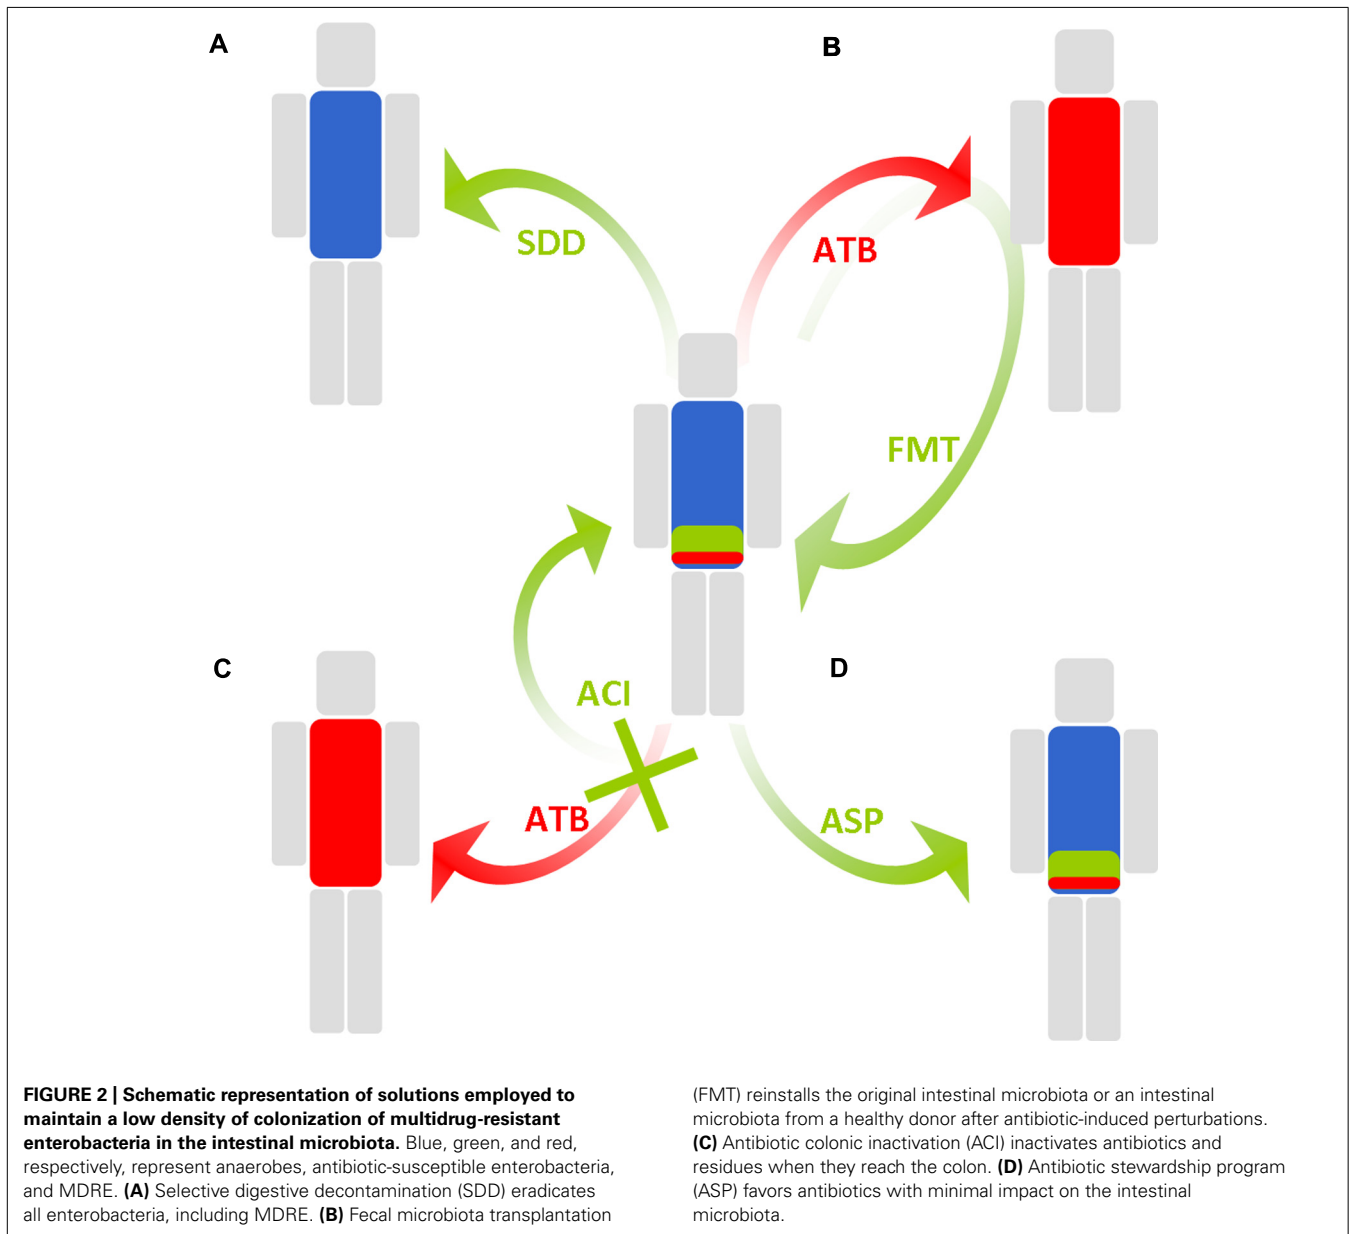 A
B
SDD
ATB
FMT
C
D
ACI
ATB
ASP
FIGURE 2 | Schematic representation of solutions employed to
maintain a low density of colonization of multidrug-resistant
enterobacteria in the intestinal microbiota. Blue, green, and red,
respectively, represent anaerobes, antibiotic-susceptible enterobacteria,
and MDRE. (A) Selective digestive decontamination (SDD) eradicates
all enterobacteria, including MDRE. (B) Fecal microbiota transplantation
(FMT) reinstalls the original intestinal microbiota or an intestinal
microbiota from a healthy donor after antibiotic-induced perturbations.
(C) Antibiotic colonic inactivation (ACI) inactivates antibiotics and
residues when they reach the colon. (D) Antibiotic stewardship program
(ASP) favors antibiotics with minimal impact on the intestinal
microbiota.